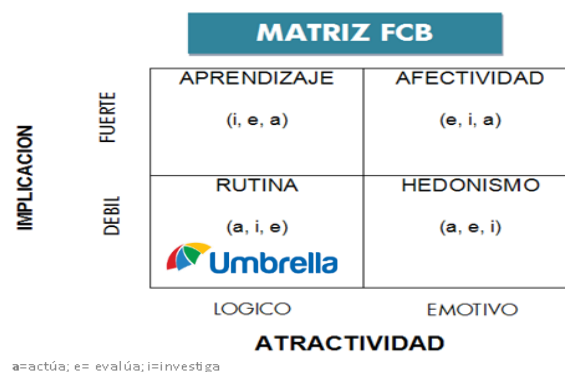 MATRIZ FCB
APRENDIZAJE
AFECTIVIDAD
(i, e, a)
(e, i, a)
FUERTE
IMPLICACION
RUTINA
HEDONISMO
(a, i, e)
(a, e, i)
DEBIL
Umbrella
LOGICO
EMOTIVO
ATRACTIVIDAD
a=actúa; e= evalúa; i=investiga